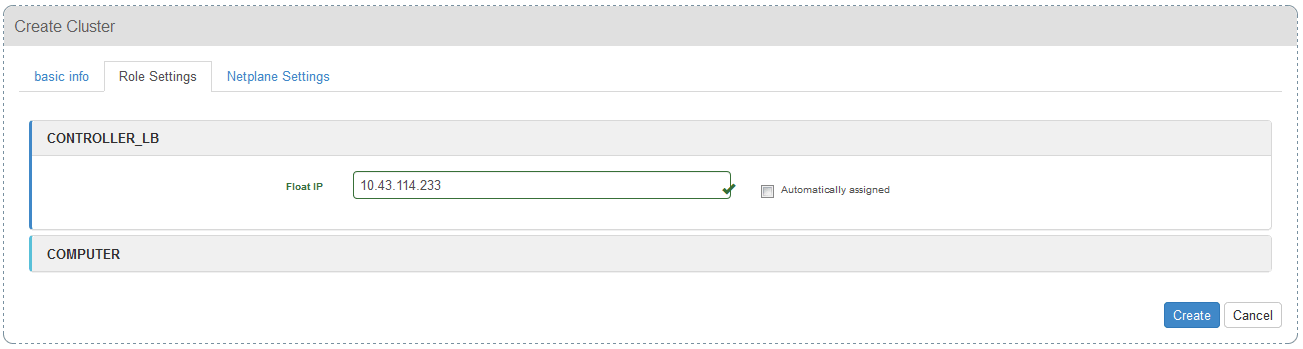 Create Cluster
basic info Role Settings Netplane Settings
CONTROLLER_LB
Float IP 10.43.114.233 Automatically assigned
COMPUTER
Create Cancel